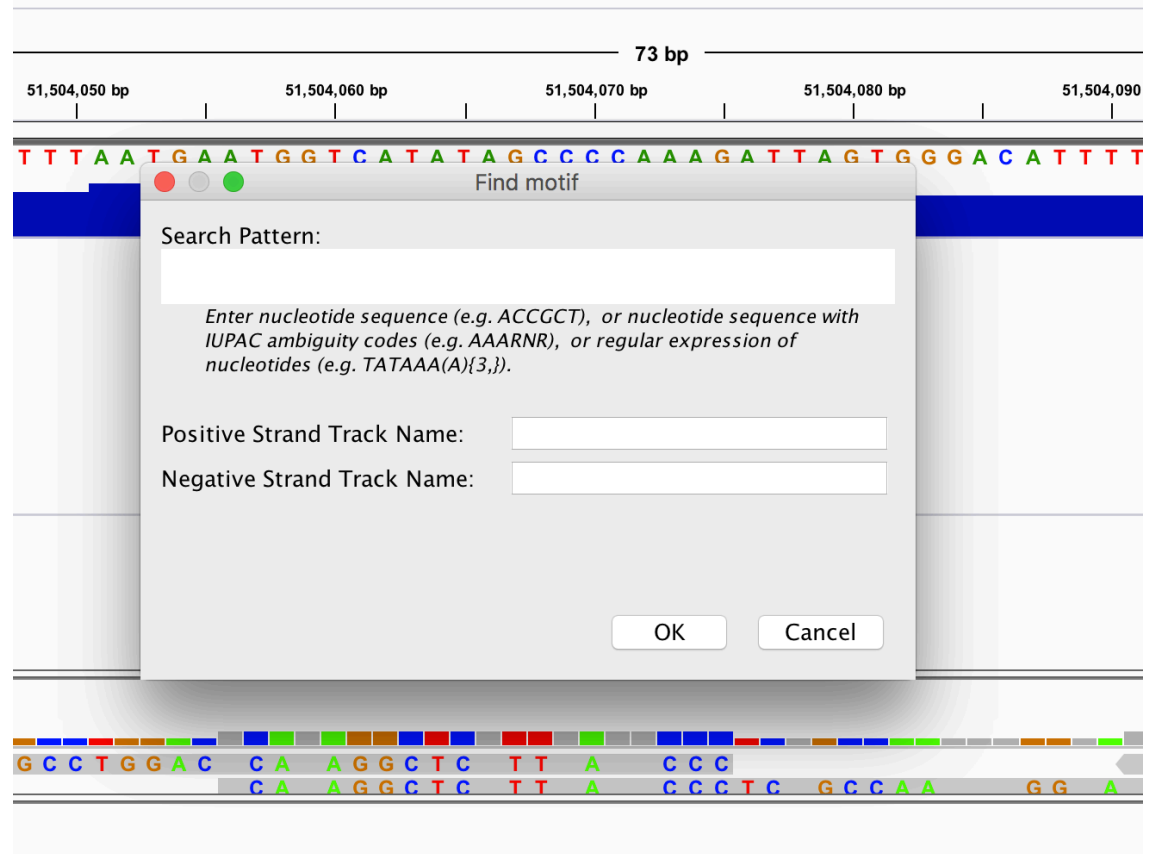 73 bp
51,504,050 bp 51,504,060 bp 51,504,070 bp 51,504,080 bp 51,504,090
T T T A A T G A A T G G T C A T A T A G C C C C A A A G A T T A G T G G G A C A T T T T
Find motif
Search Pattern:
Enter nucleotide sequence (e.g. ACCGCT), or nucleotide sequence with
IUPAC ambiguity codes (e.g. AAARNR), or regular expression of
nucleotides (e.g. TATAAA(A){3,}).
Positive Strand Track Name:
Negative Strand Track Name:
OK Cancel
G C C T G G A C C A A G G C T C T T A C C C
C A A G G C T C T T A C C C T C G C C A A G G A